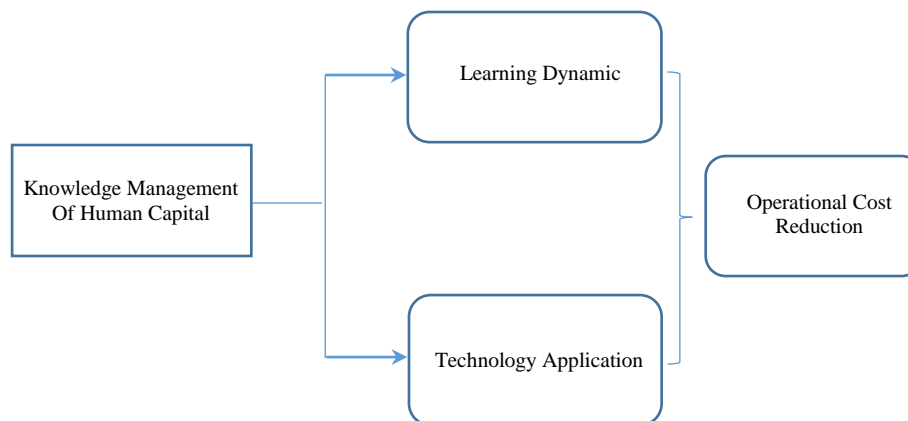 Learning Dynamic
Knowledge Management
Of Human Capital
Operational Cost
Reduction
Technology Application